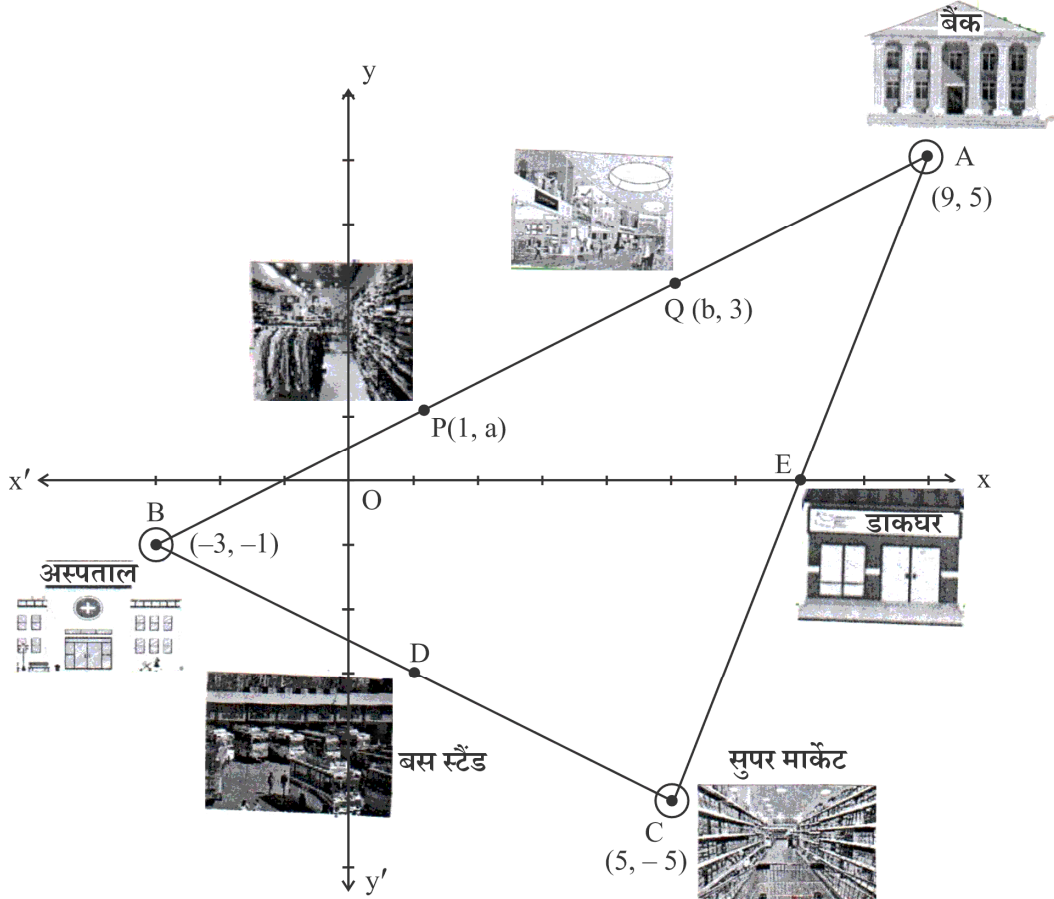 बैंक
y
A
(9, 5)
Q (b, 3)
P(1, a)
x′
E
x
O
B
(–3, –1)
डाकघर
अस्पताल
D
बस स्टैंड
सुपर मार्केट
C
(5, – 5)
y′